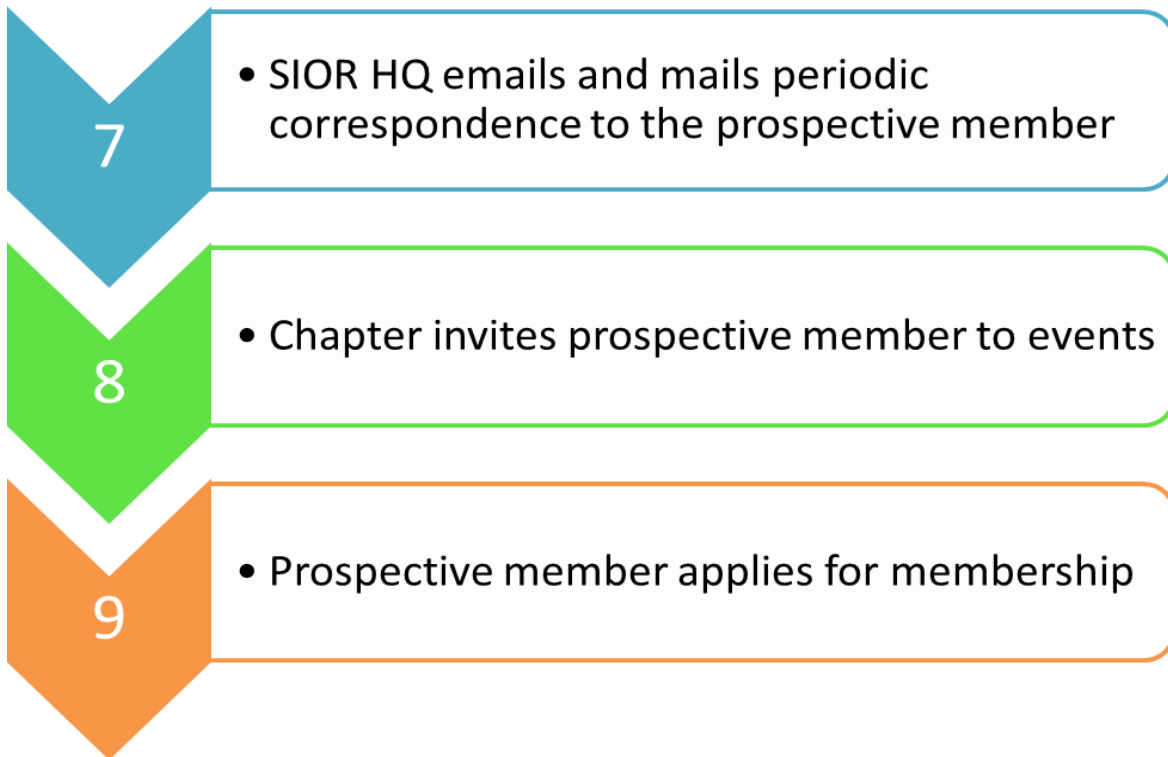 7
• SIOR HQ emails and mails periodic
correspondence to the prospective member
8
• Chapter invites prospective member to events
9
• Prospective member applies for membership